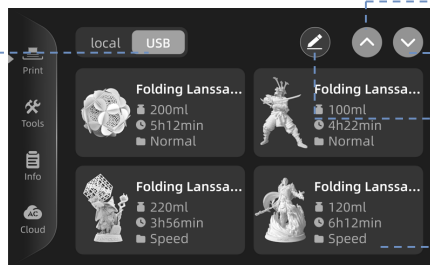 local USB
Print
Tools
Info
AC
Cloud
Folding Lanssa...
200ml
5h12min
Normal
Folding Lanssa...
100ml
4h22min
Normal
Folding Lanssa...
220ml
3h56min
Speed
Folding Lanssa...
120ml
6h12min
Speed